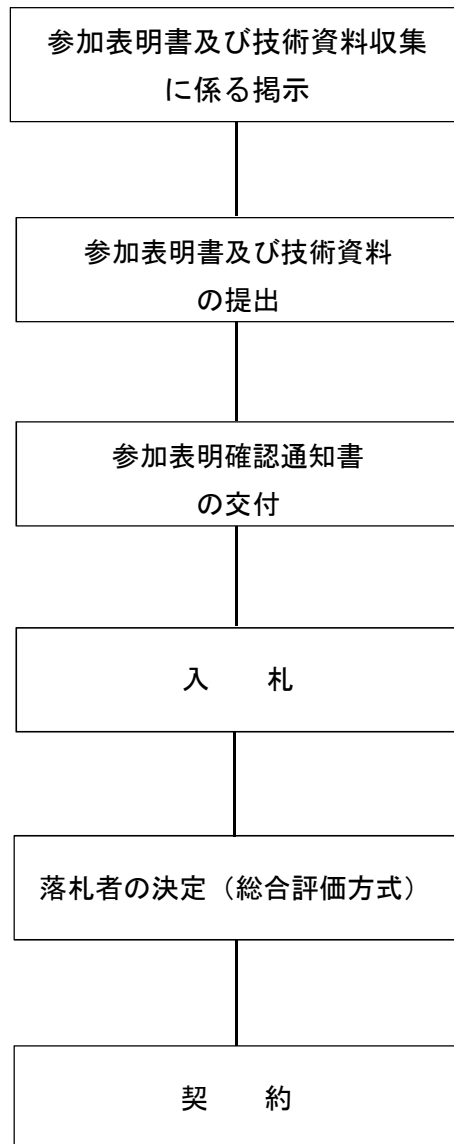 参加表明書及び技術資料収集
に係る掲示
参加表明書及び技術資料
の提出
参加表明確認通知書
の交付
入　　札
落札者の決定（総合評価方式）
契　　約